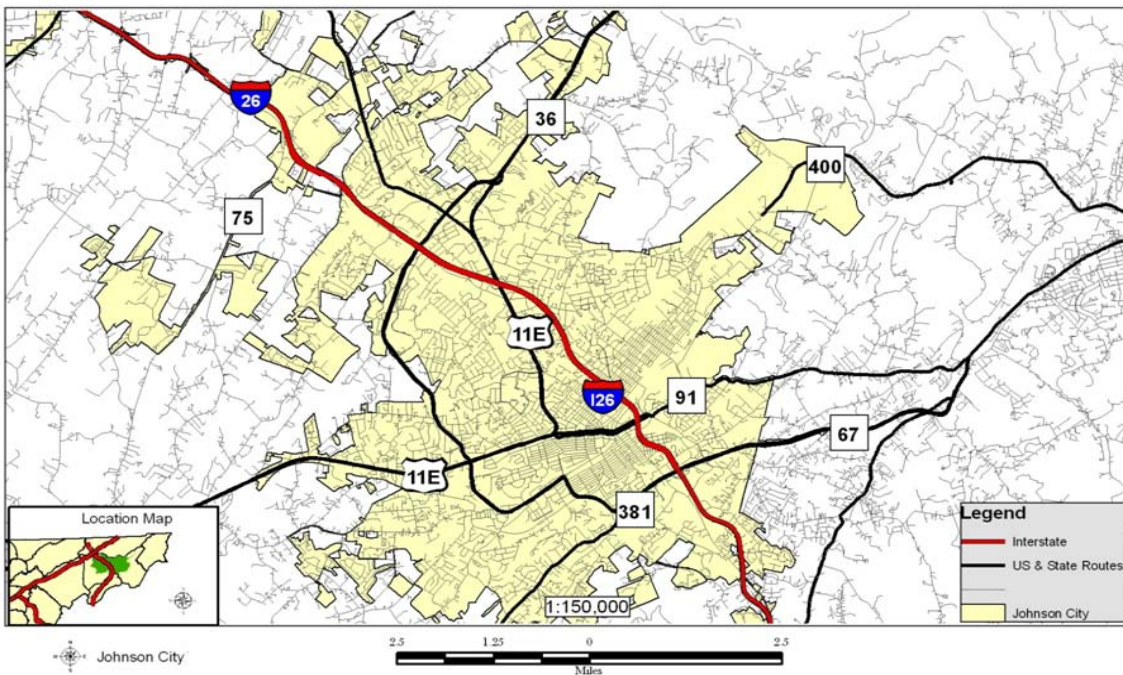 26
36
400
75
11E
I26
91
67
11E
381
Location Map
1:150,000
Legend
Interstate
US & State Routes
Johnson City
Johnson City
2.5 1.25 0 2.5
Miles